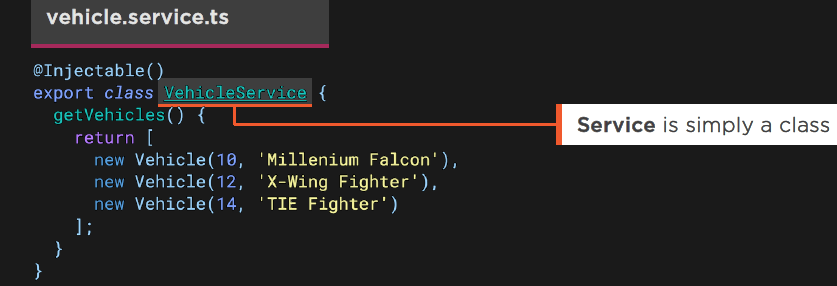 vehicle.service.ts
@Injectable()
export class VehicleService {
getVehicles() {
return [
new Vehicle(10, 'Millenium Falcon'),
new Vehicle(12, 'X-Wing Fighter'),
new Vehicle(14, 'TIE Fighter')
];
}
}
Service is simply a class